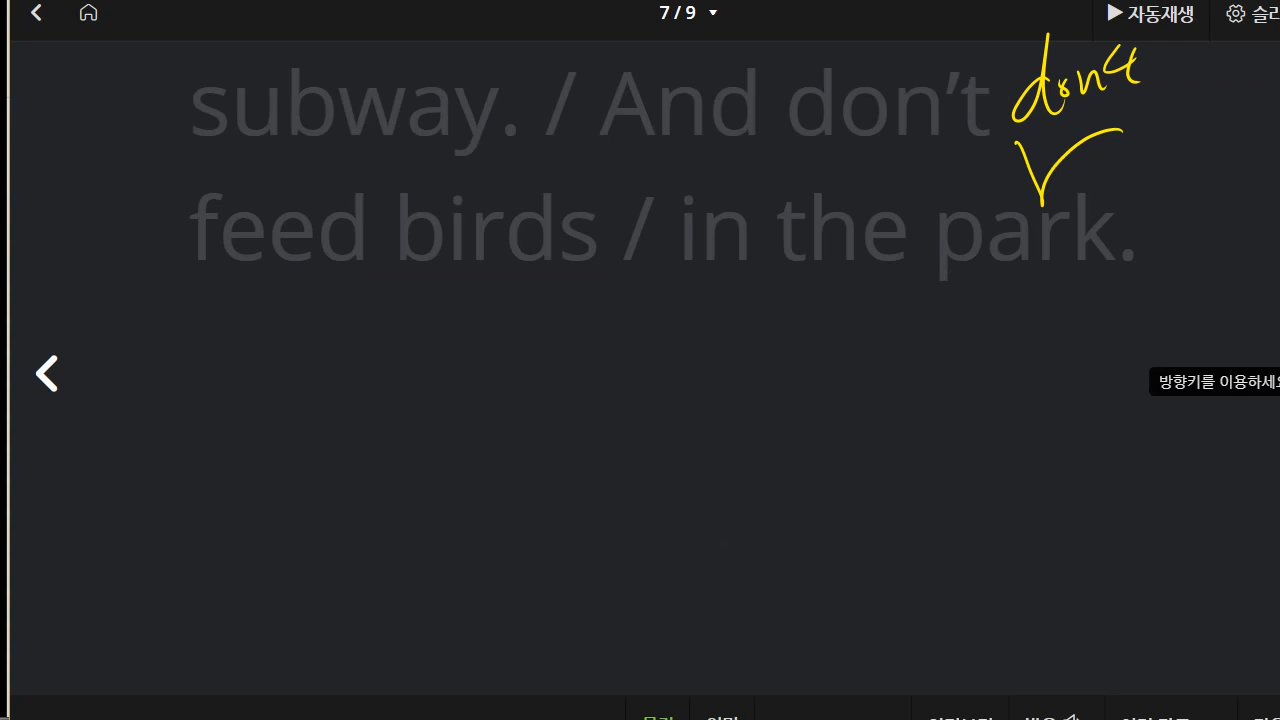 7 / 9
▶ 자동재생
subway. / And don’t
dont
feed birds / in the park.
방향키를 이용하세요